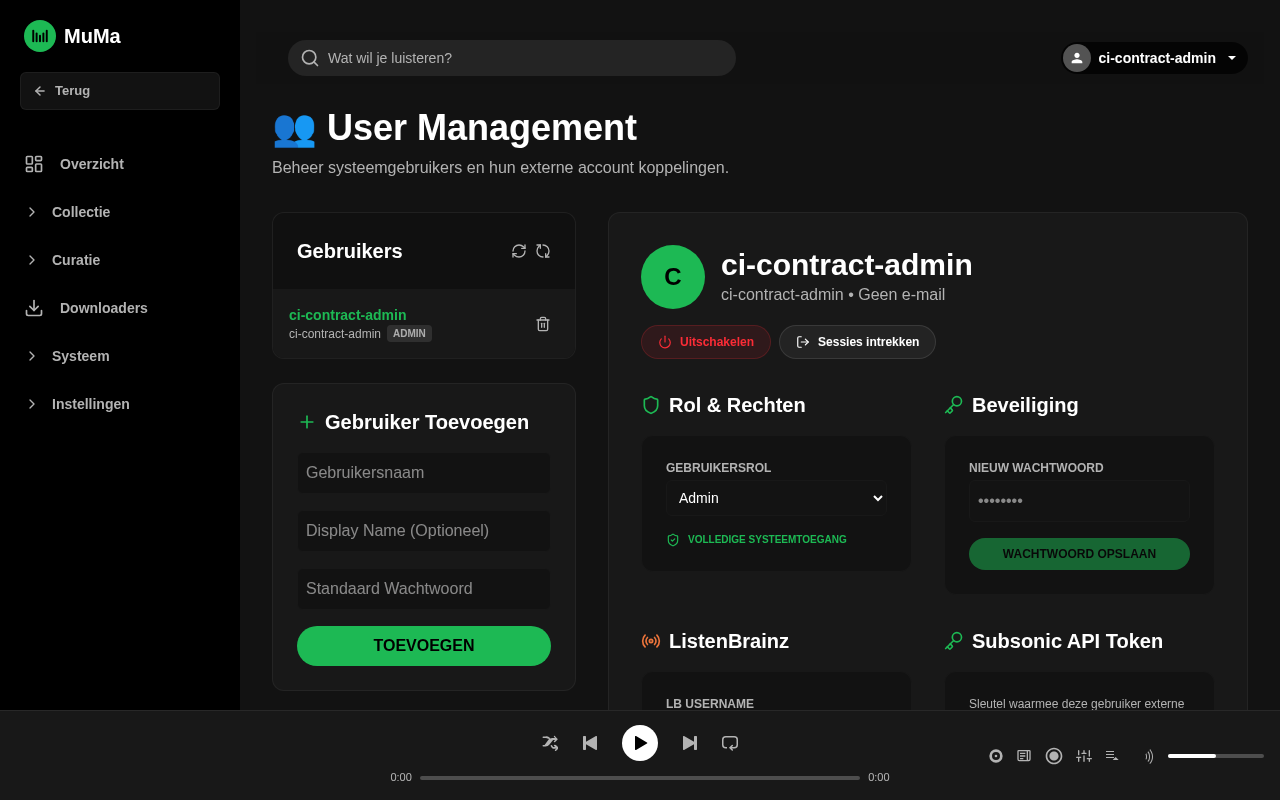 MuMa
Terug
Overzicht
Collectie
Curatie
Downloaders
Systeem
Instellingen
Wat wil je luisteren?
ci-contract-admin
👥 User Management
Beheer systeemgebruikers en hun externe account koppelingen.
Gebruikers
ci-contract-admin
ci-contract-admin ADMIN
Gebruiker Toevoegen
Gebruikersnaam
Display Name (Optioneel)
Standaard Wachtwoord
TOEVOEGEN
C
ci-contract-admin
ci-contract-admin • Geen e-mail
Uitschakelen
Sessies intrekken
Rol & Rechten
GEBRUIKERSROL
Admin
VOLLEDIGE SYSTEEMTOEGANG
Beveiliging
NIEUW WACHTWOORD
••••••••
WACHTWOORD OPSLAAN
ListenBrainz
LB USERNAME
Subsonic API Token
Sleutel waarmee deze gebruiker externe
0:00
0:00